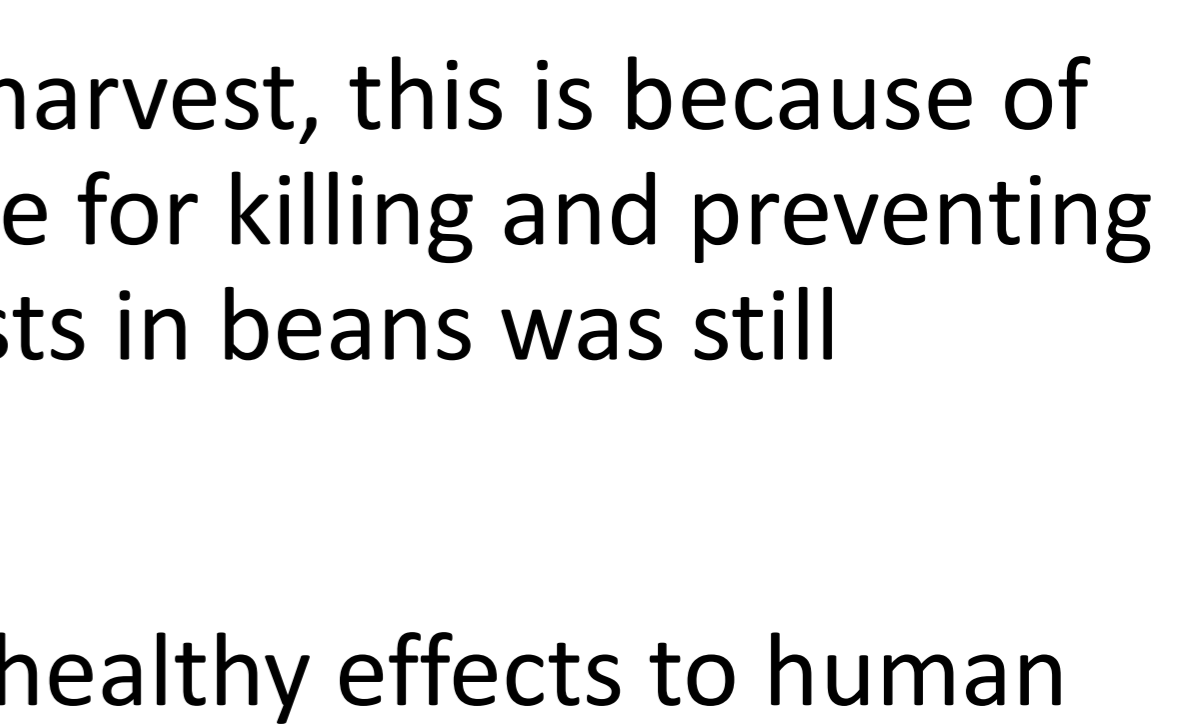 harvest, this is because of
e for killing and preventing
sts in beans was still
healthy effects to human